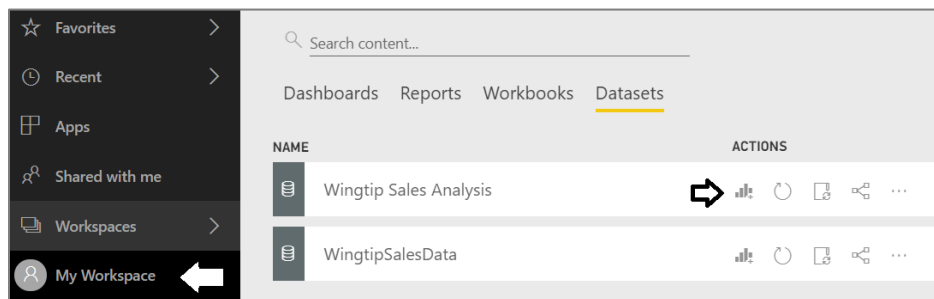 Favorites
Recent
Apps
Shared with me
Workspaces
My Workspace
Search content...
Dashboards Reports Workbooks Datasets
NAME ACTIONS
Wingtip Sales Analysis
WingtipSalesData